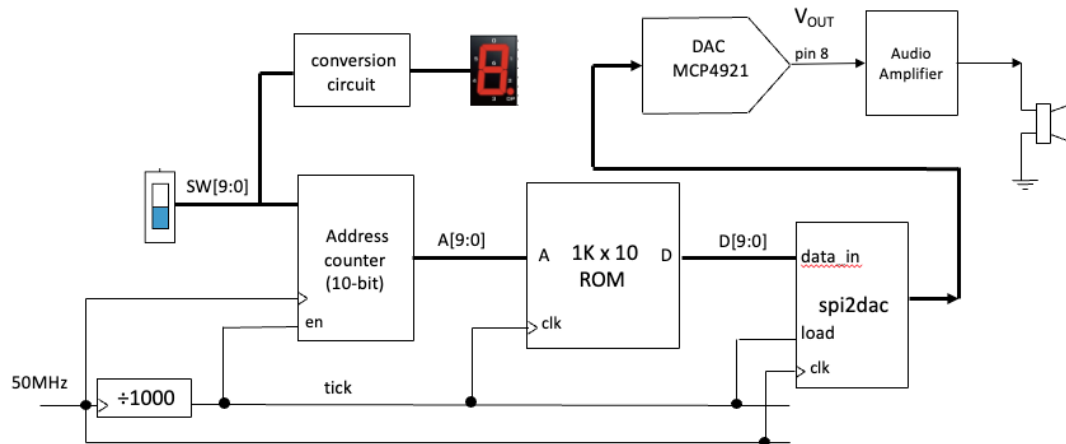 conversion
circuit
DAC
MCP4921
VOUT
pin 8
Audio
Amplifier
SW[9:0]
Address
counter
(10-bit)
en
A[9:0]
A
1K x 10
ROM
D
clk
D[9:0]
data_in
spi2dac
load
clk
50MHz
÷1000
tick